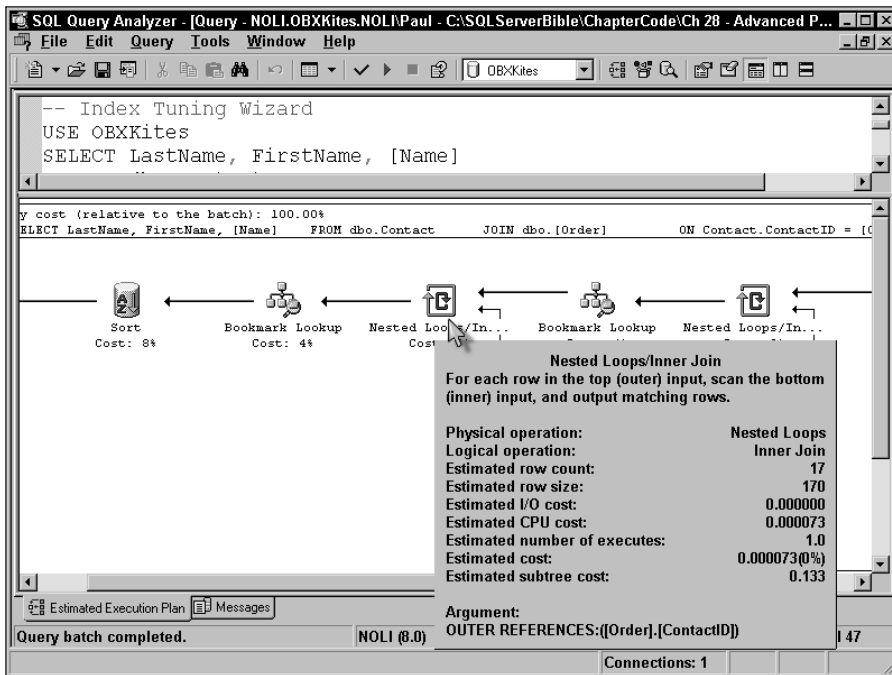 SQL Query Analyzer - [Query - NOLI.OBXKites.NOLI\Paul - C:\SQLServerBible\ChapterCode\Ch 28 - Advanced P...
File Edit Query Tools Window Help
OBXKites
-- Index Tuning Wizard
USE OBXKites
SELECT LastName, FirstName, [Name]
y cost (relative to the batch): 100.00%
ELECT LastName, FirstName, [Name] FROM dbo.Contact JOIN dbo.[Order] ON Contact.ContactID = [O
Sort
Cost: 8%
Bookmark Lookup
Cost: 4%
Nested Loops/In...
Cost
Bookmark Lookup
Nested Loops/In...
Nested Loops/Inner Join
For each row in the top (outer) input, scan the bottom
(inner) input, and output matching rows.
Physical operation: Nested Loops
Logical operation: Inner Join
Estimated row count: 17
Estimated row size: 170
Estimated I/O cost: 0.000000
Estimated CPU cost: 0.000073
Estimated number of executes: 1.0
Estimated cost: 0.000073(0%)
Estimated subtree cost: 0.133
Argument:
OUTER REFERENCES:([Order].[ContactID])
Estimated Execution Plan Messages
Query batch completed. NOLI (8.0) l 47
Connections: 1